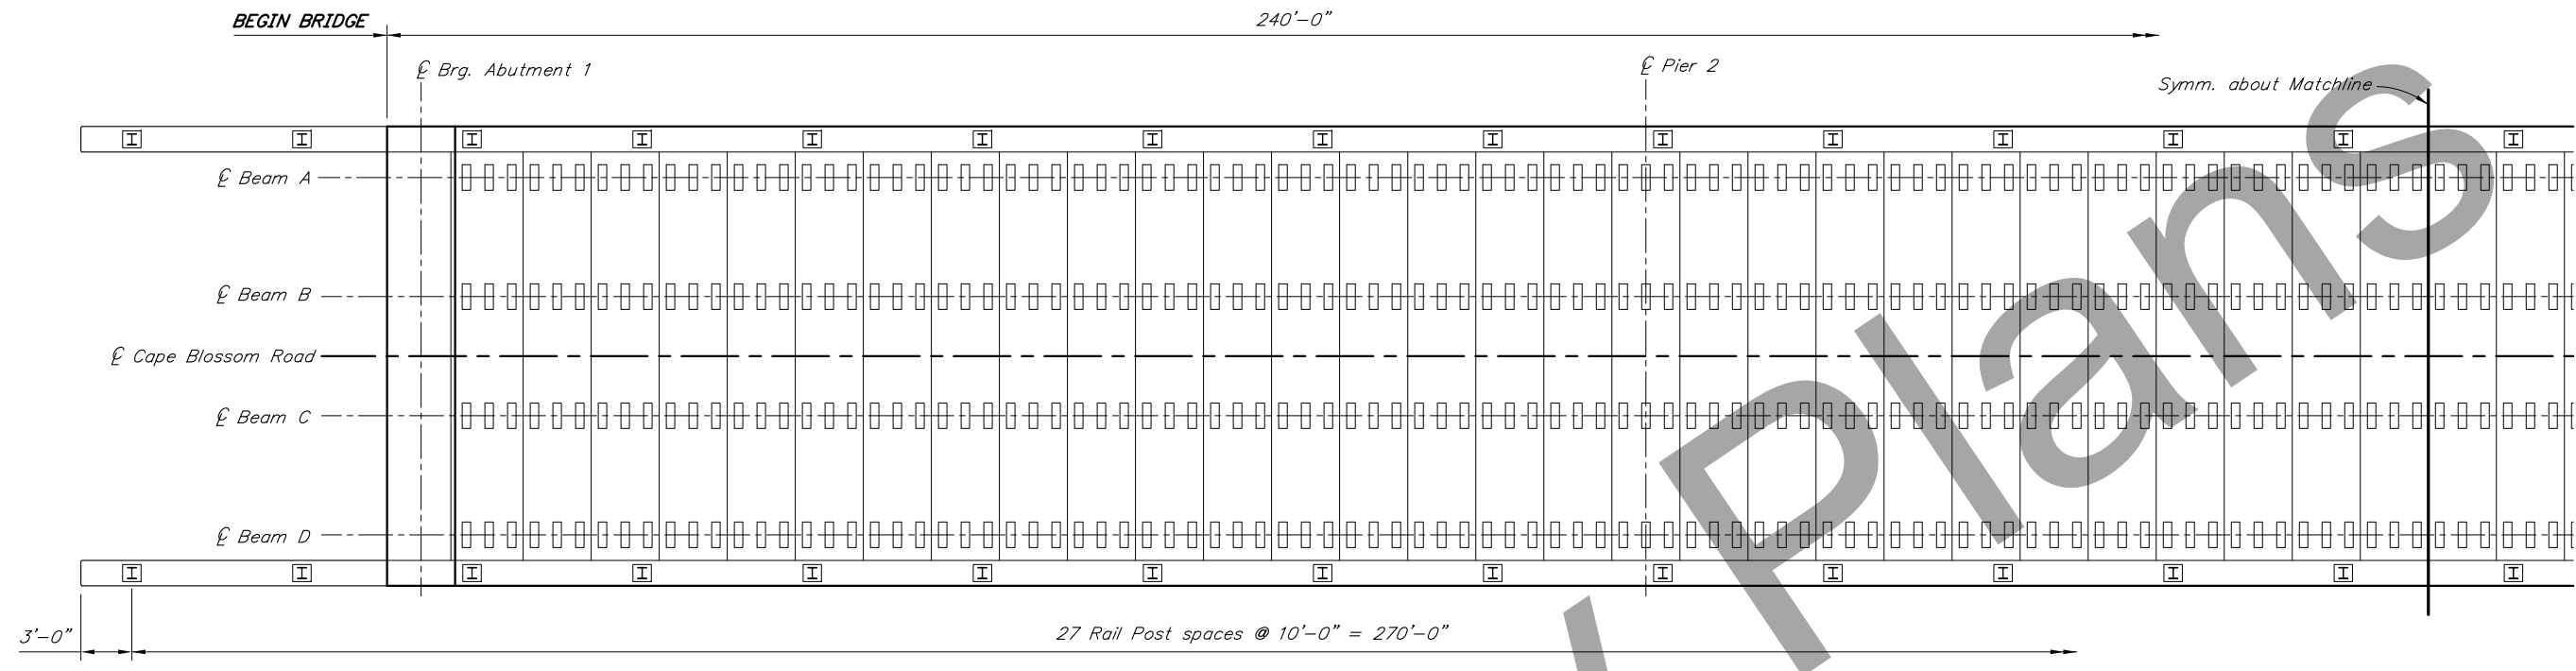 BEGIN BRIDGE
240'-0"
℄ Brg. Abutment 1
℄ Pier 2
Symm. about Matchline
℄ Beam A
℄ Beam B
℄ Cape Blossom Road
℄ Beam C
℄ Beam D
3'-0"
27 Rail Post spaces @ 10'-0" = 270'-0"
Plans